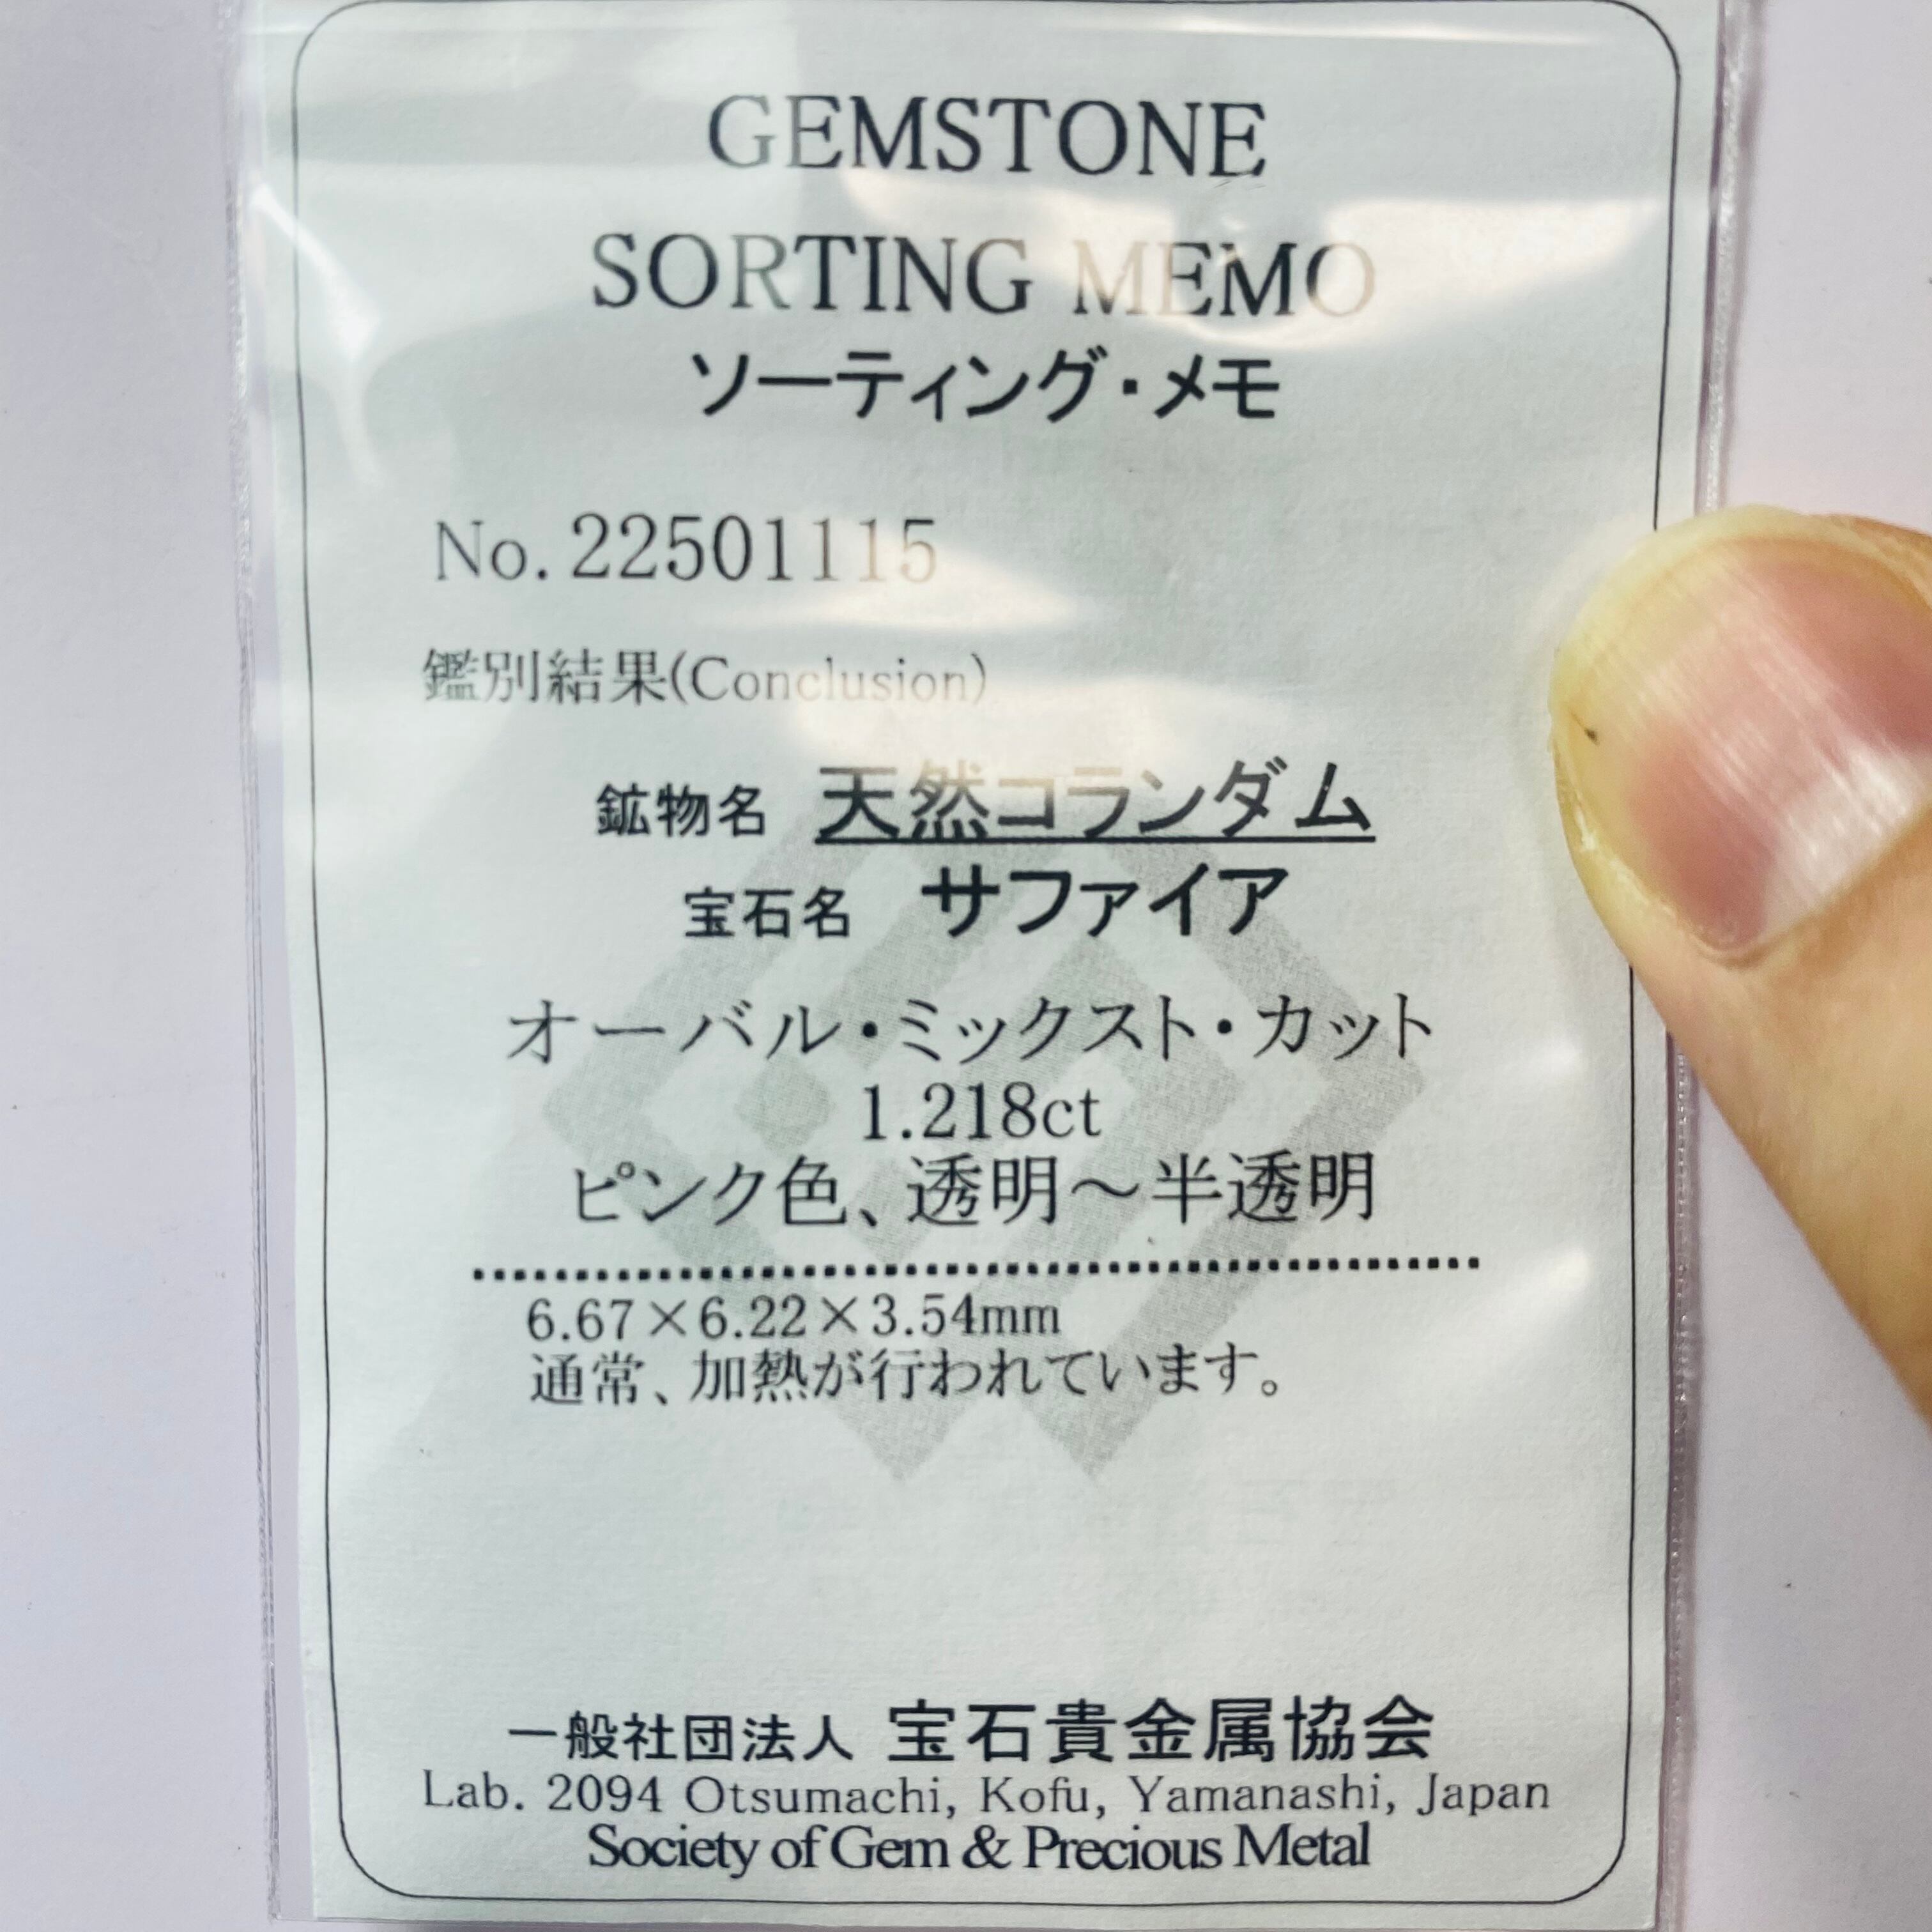 GEMSTONE
SORTING MEMO
ソーティング・メモ
No. 22501115
鑑別結果(Conclusion)
鉱物名 天然コランダム
宝石名 サファイア
オーバル・ミックスト・カット
1.218ct
ピンク色、透明～半透明
6.67×6.22×3.54mm
通常、加熱が行われています。
一般社団法人 宝石貴金属協会
Lab. 2094 Otsumachi, Kofu, Yamanashi, Japan
Society of Gem & Precious Metal